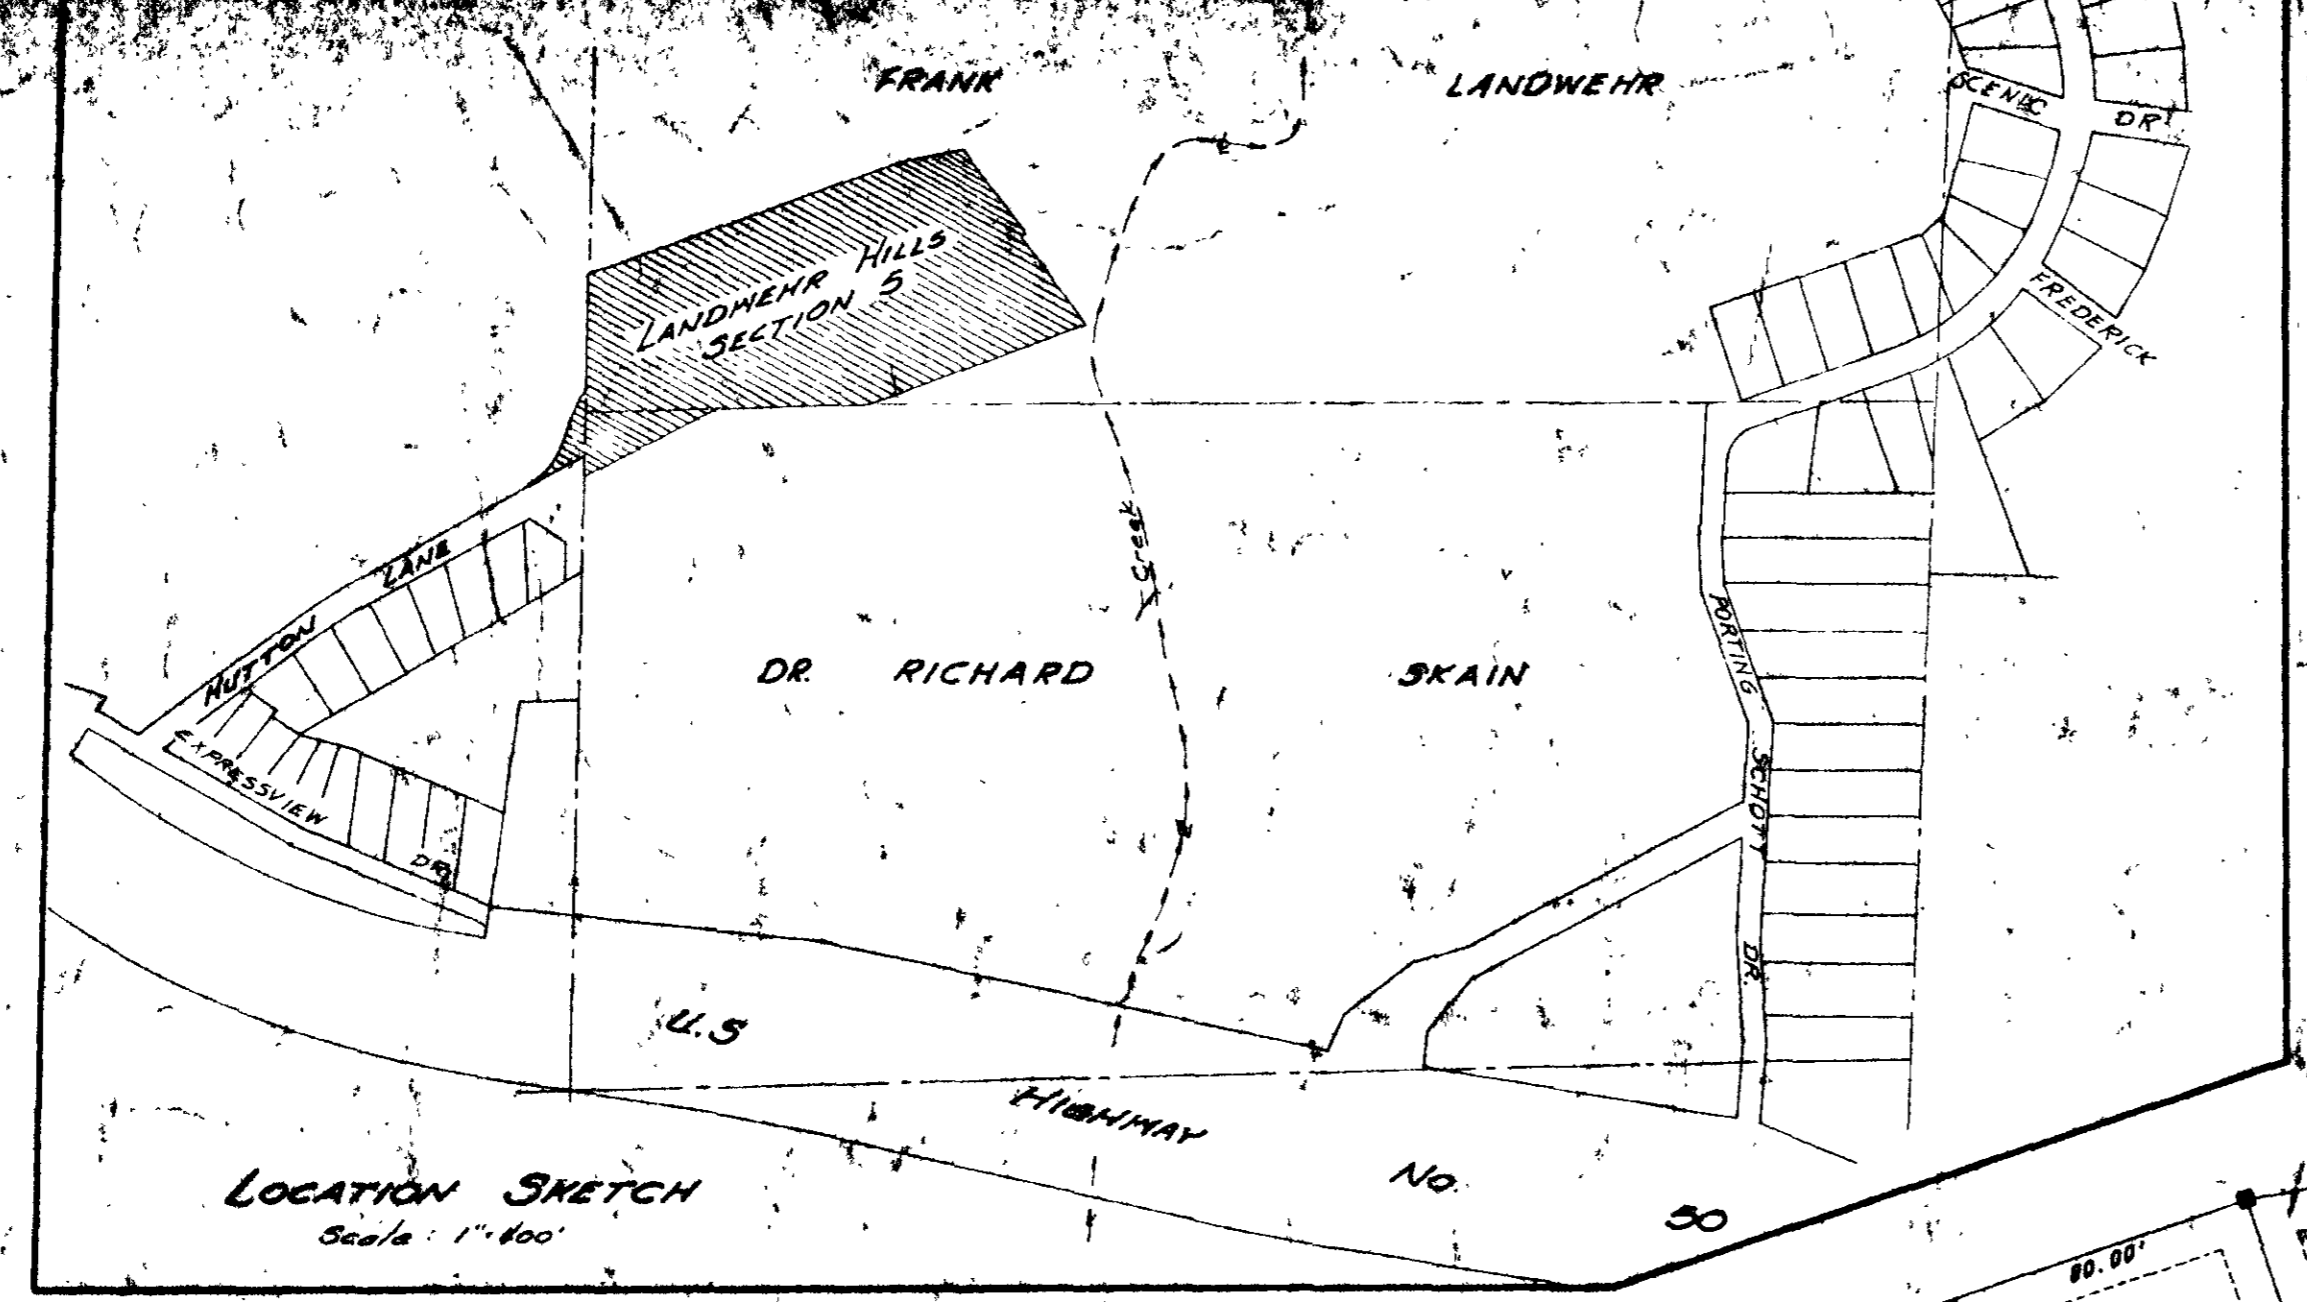 FRANK LANDWEHR
SCENIC DR.
LANDWEHR HILLS
SECTION 5
FREDERICK
Creek
HUTTON LANE
DR. RICHARD SKAIN
PORTING SCHOTT DR.
EXPRESSVIEW DR.
U.S HIGHWAY NO. 50
LOCATION SKETCH
Scale : 1"=400'
80.00'